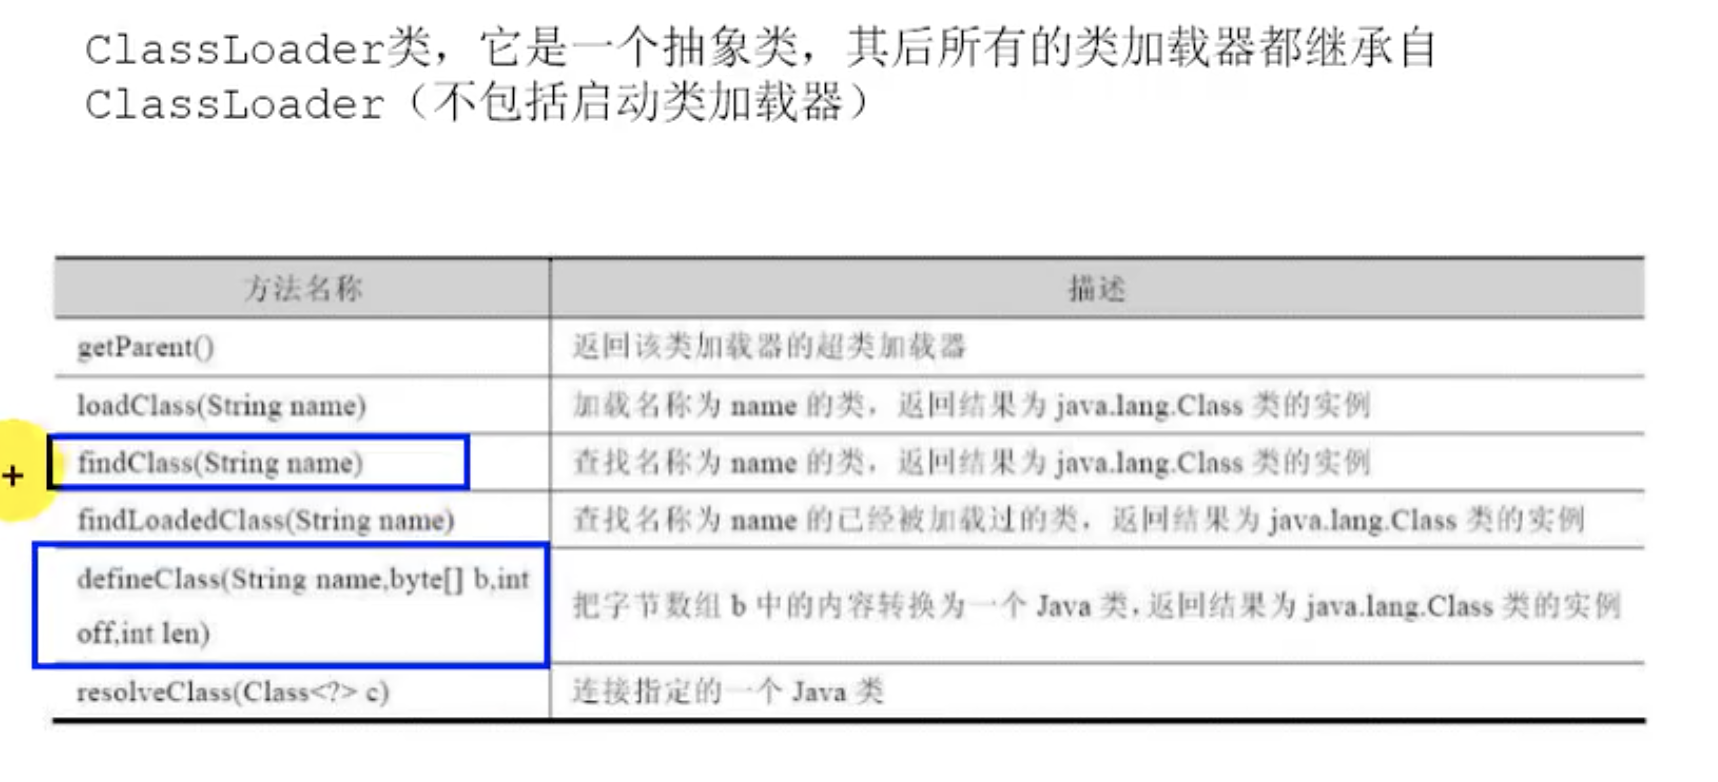 ClassLoader类，它是一个抽象类，其后所有的类加载器都继承自
ClassLoader（不包括启动类加载器）
方法名称 描述
getParent() 返回该类加载器的超类加载器
loadClass(String name) 加载名称为 name 的类，返回结果为 java.lang.Class 类的实例
findClass(String name) 查找名称为 name 的类，返回结果为 java.lang.Class 类的实例
findLoadedClass(String name) 查找名称为 name 的已经被加载过的类，返回结果为 java.lang.Class 类的实例
defineClass(String name,byte[] b,int
off,int len) 把字节数组 b 中的内容转换为一个 Java 类，返回结果为 java.lang.Class 类的实例
resolveClass(Class<?> c) 连接指定的一个 Java 类